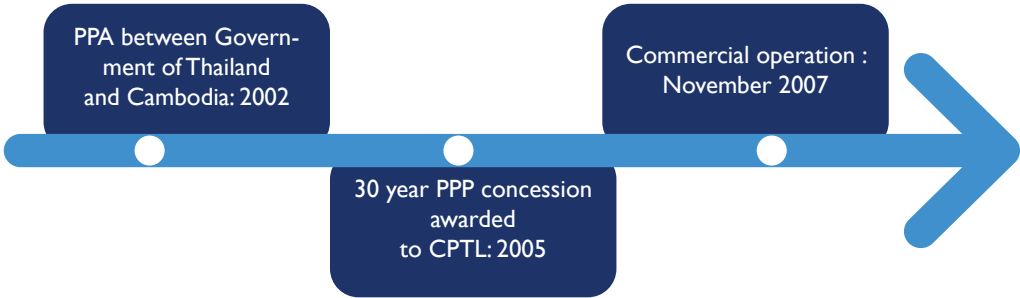 PPA between Govern-
ment of Thailand
and Cambodia: 2002
30 year PPP concession
awarded
to CPTL: 2005
Commercial operation :
November 2007